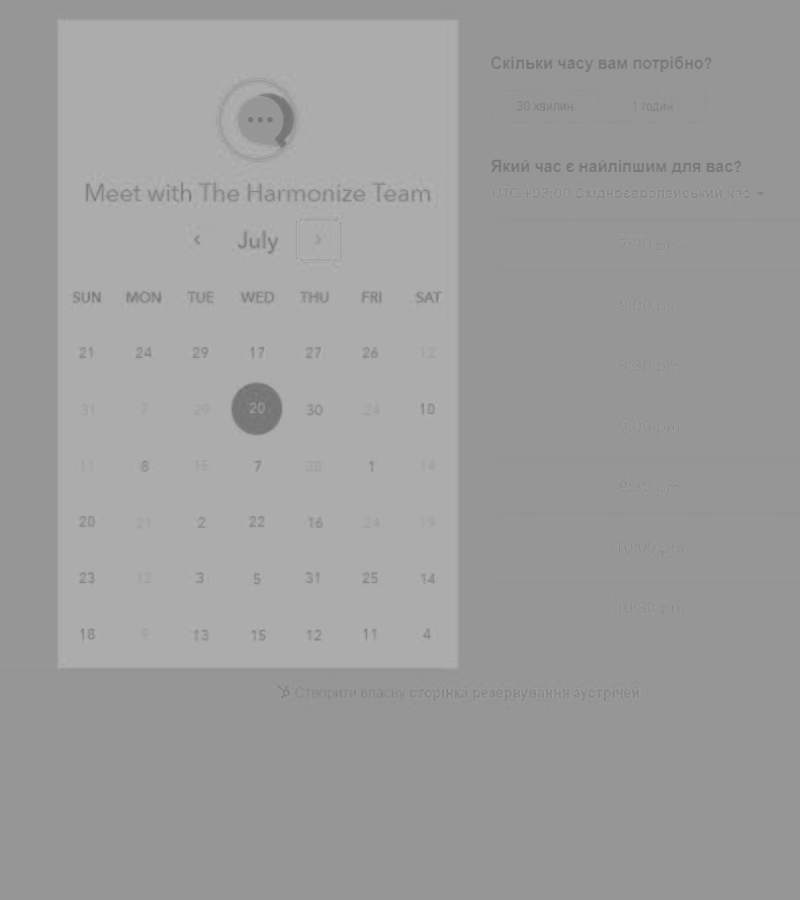 Meet with The Harmonize Team
July
SUN MON TUE WED THU FRI SAT
21 24 29 17 27 26 12
31 7 29 20 30 24 10
11 8 15 7 28 1 14
20 21 2 22 16 24 19
23 12 3 5 31 25 14
18 9 13 15 12 11 4
Скільки часу вам потрібно?
30 хвилин 1 годин
Який час є найліпшим для вас?
UTC +03:00 Східноєвропейський час
7:30 pm
8:00 pm
8:30 pm
9:00 pm
9:30 pm
10:00 pm
10:30 pm
Створити власну сторінка резервування зустрічей